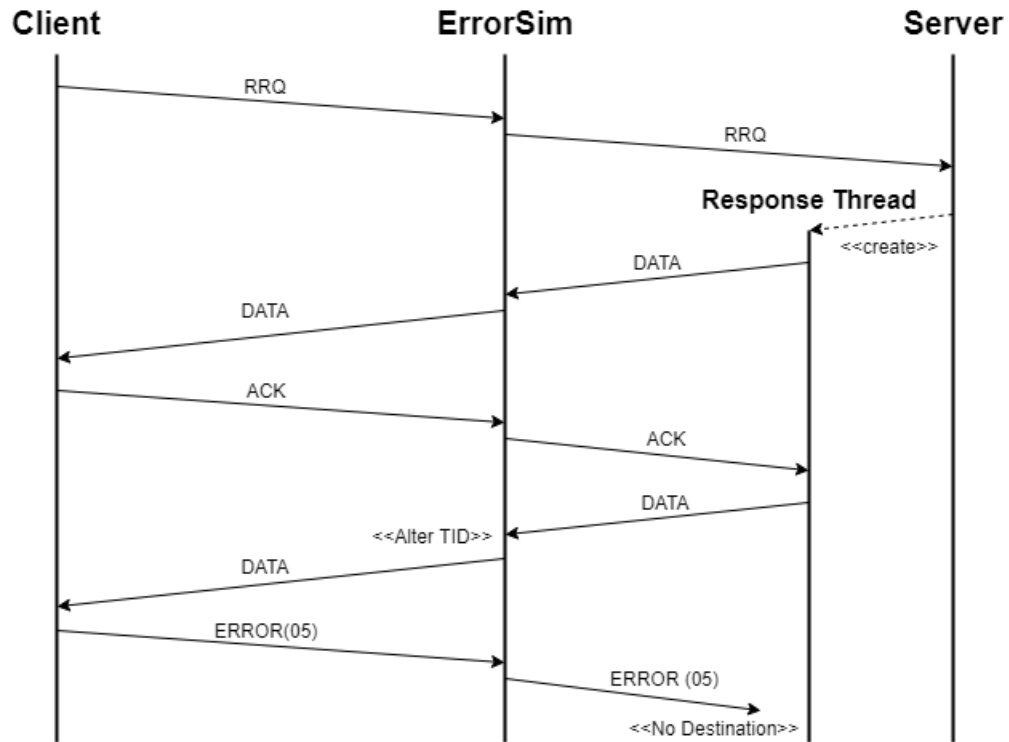 Client
ErrorSim
Server
RRQ
RRQ
Response Thread
<<create>>
DATA
DATA
ACK
ACK
DATA
<<Alter TID>>
DATA
ERROR(05)
ERROR (05)
<<No Destination>>